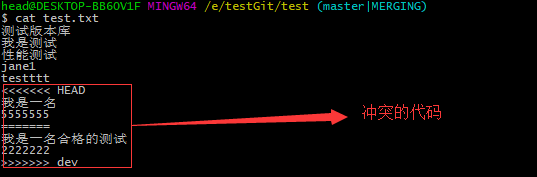 head@DESKTOP-BB6OV1F MINGW64 /e/testGit/test (master|MERGING)
$ cat test.txt
测试版本库
我是测试
性能测试
jane1
testttt
<<<<<<< HEAD
我是一名
5555555
=======
我是一名合格的测试
2222222
>>>>>>> dev
冲突的代码